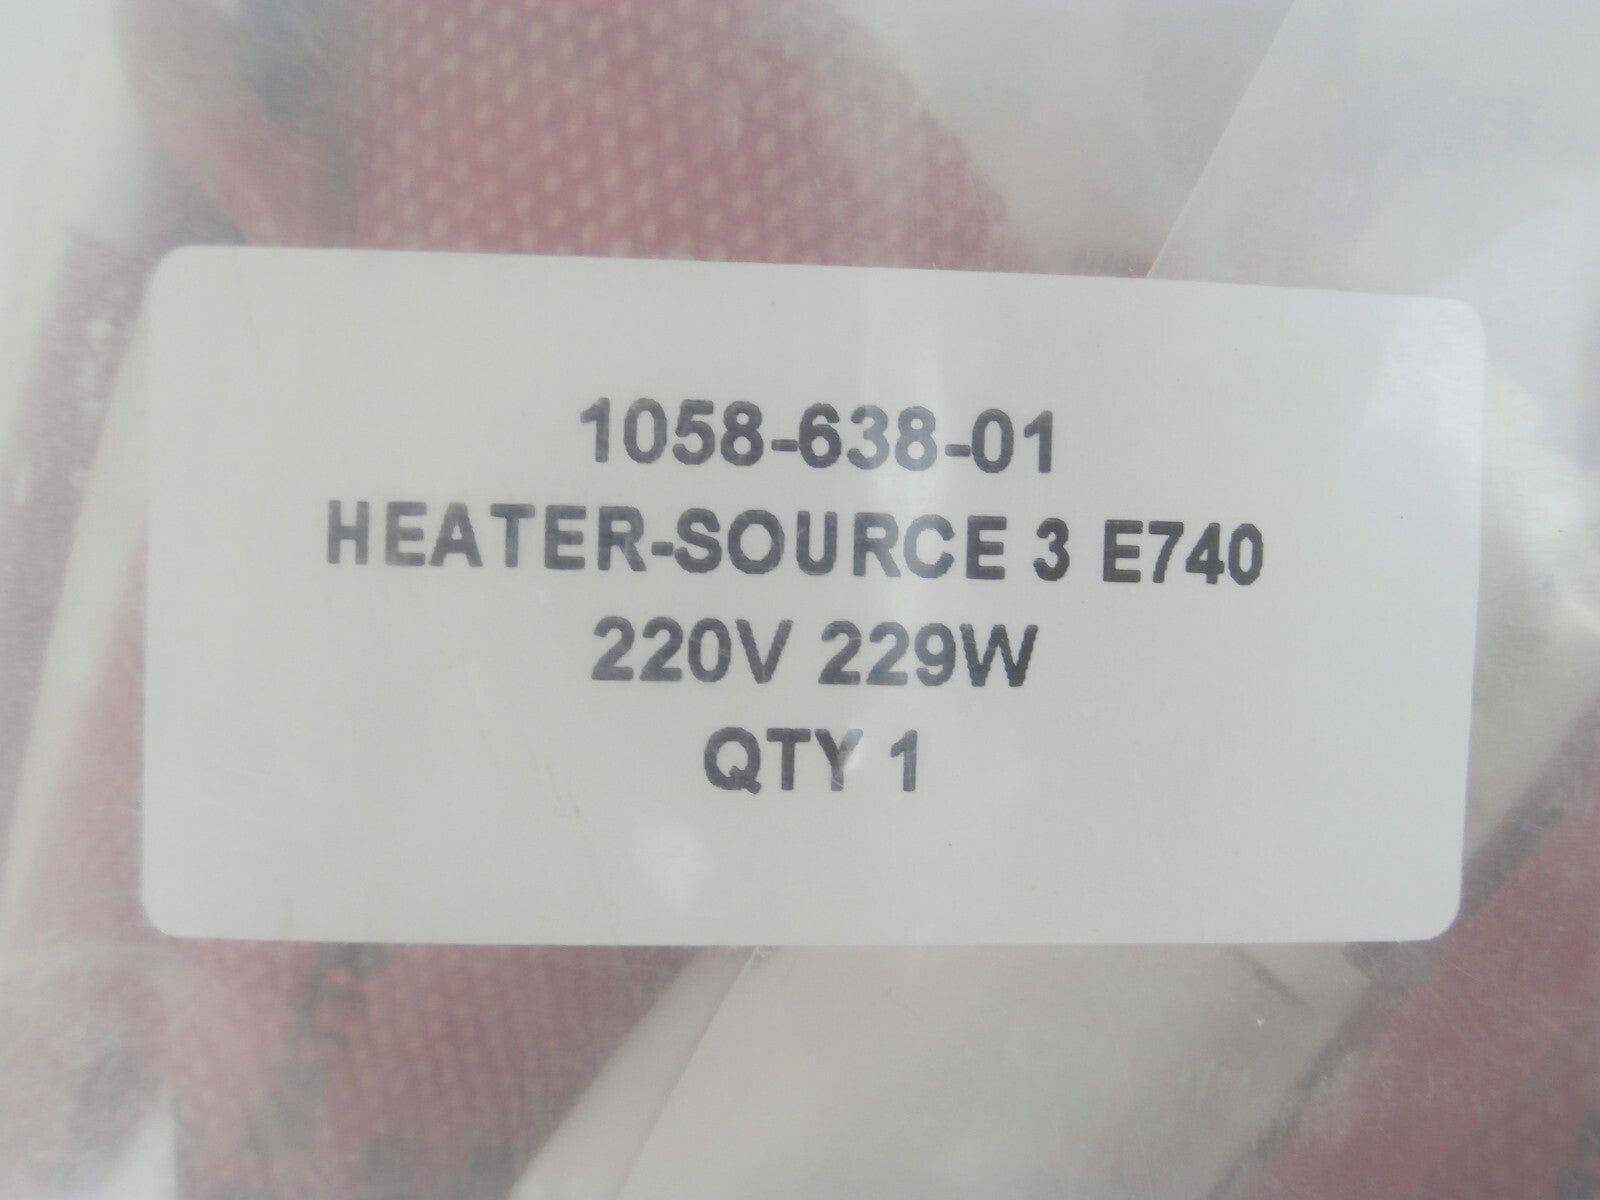 1058-638-01
HEATER-SOURCE 3 E740
220V 229W
QTY 1